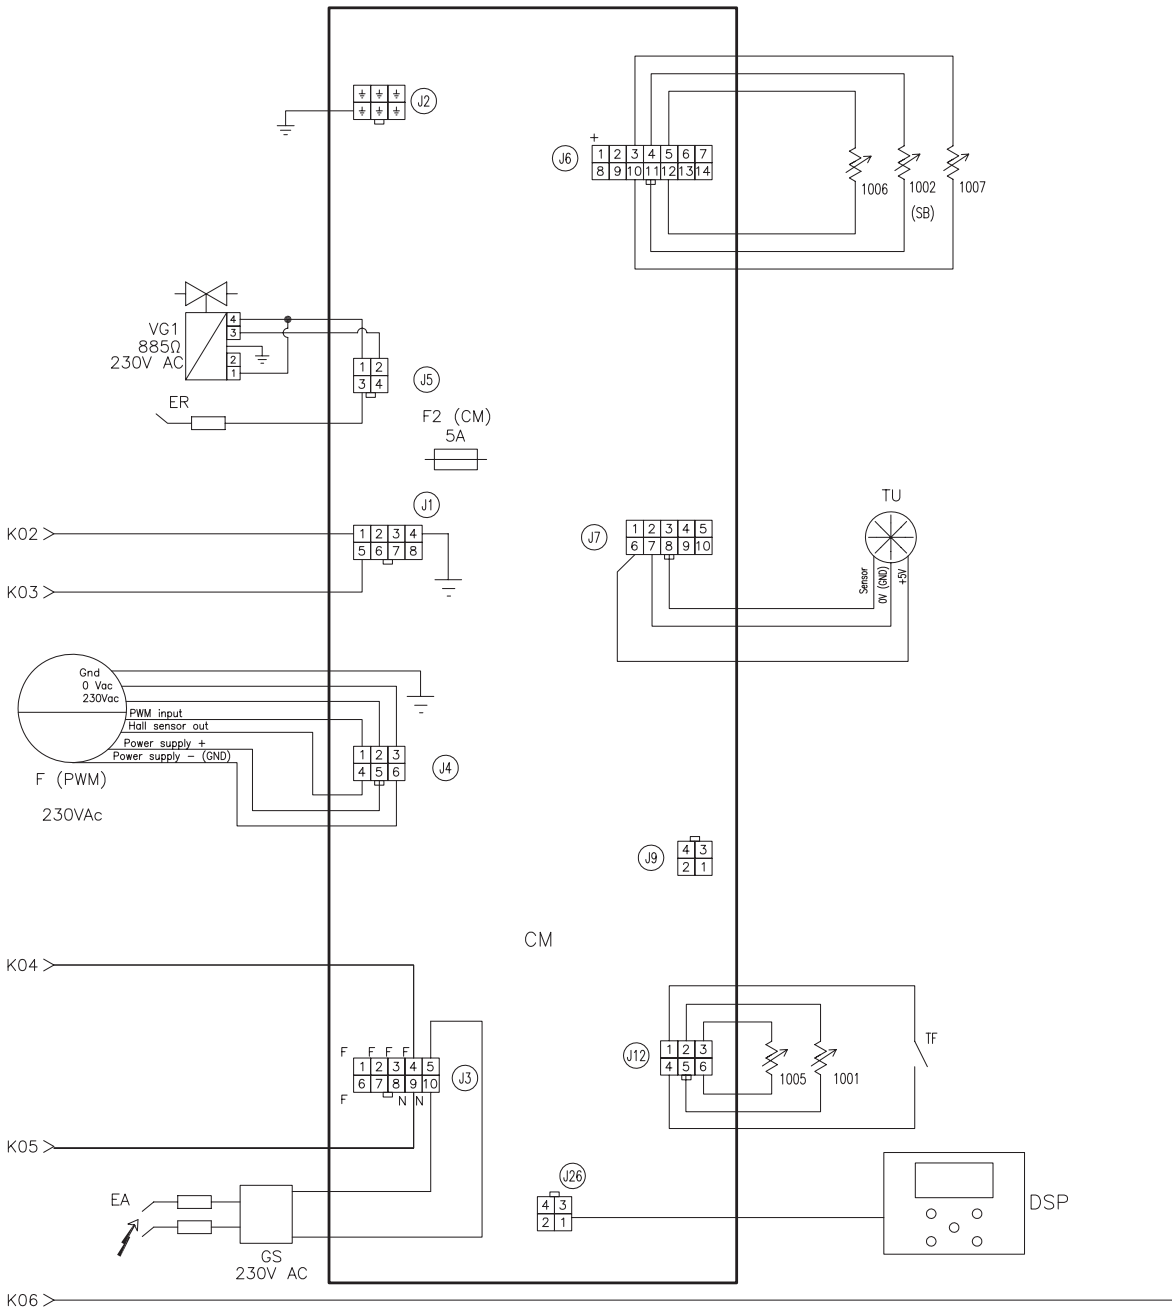 J2
+
J6
1 2 3 4 5 6 7
8 9 10 11 12 13 14
1006
1002
(SB)
1007
VG1
885Ω
230V AC
4
3
2
1
1 2
3 4
J5
ER
F2 (CM)
5A
J1
K02
1 2 3 4
5 6 7 8
K03
J7
1 2 3 4 5
6 7 8 9 10
TU
Sensor
0V (GND)
+5V
Gnd
0 Vac
230Vac
PWM input
Hall sensor out
Power supply +
Power supply – (GND)
F (PWM)
230VAc
1 2 3
4 5 6
J4
J9
4 3
2 1
CM
K04
F F F F
1 2 3 4 5
6 7 8 9 10
F N N
J3
J12
1 2 3
4 5 6
1005
1001
TF
K05
EA
GS
230V AC
J26
4 3
2 1
DSP
K06